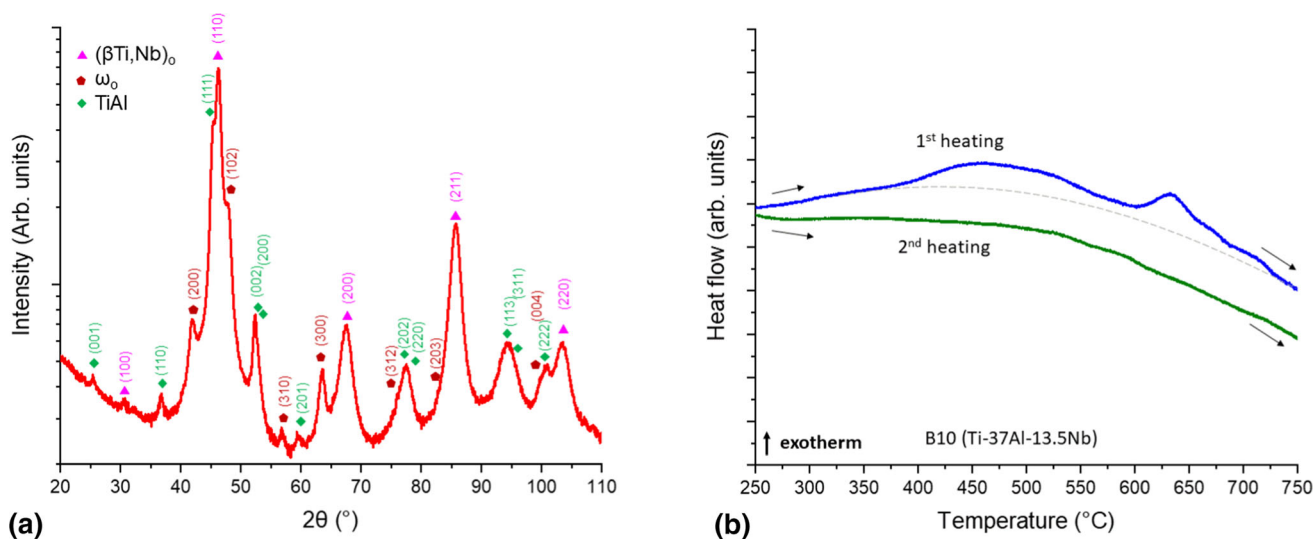 (βTi,Nb)ₒ
ωₒ
TiAl
(001)
(100)
(110)
(200)
(111)
(110)
(102)
(002)
(200)
(310)
(201)
(300)
(200)
(312)
(202)
(220)
(203)
(211)
(113)
(311)
(004)
(222)
(220)
Intensity (Arb. units)
20 30 40 50 60 70 80 90 100 110
2θ (°)
(a)
1st heating
2nd heating
Heat flow (arb. units)
exotherm
B10 (Ti-37Al-13.5Nb)
250 300 350 400 450 500 550 600 650 700 750
Temperature (°C)
(b)